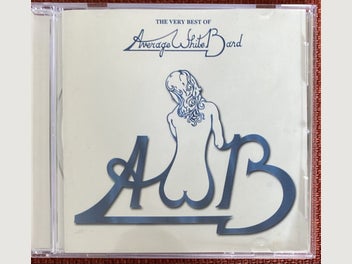 THE VERY BEST OF
Average White Band
AWB